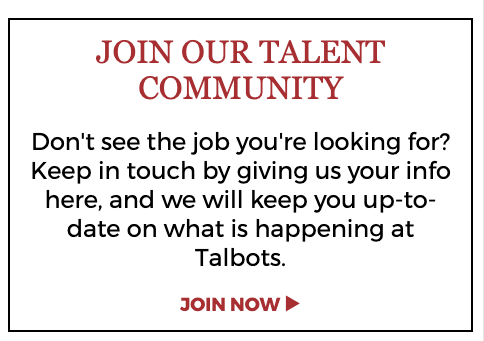 JOIN OUR TALENT
COMMUNITY
Don't see the job you're looking for?
Keep in touch by giving us your info
here, and we will keep you up-to-
date on what is happening at
Talbots.
JOIN NOW